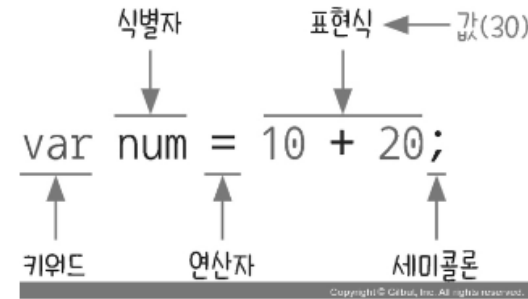 식별자 표현식 값(30)
var num = 10 + 20;
키워드 연산자 세미콜론
Copyright © Gilbut, Inc. All rights reserved.